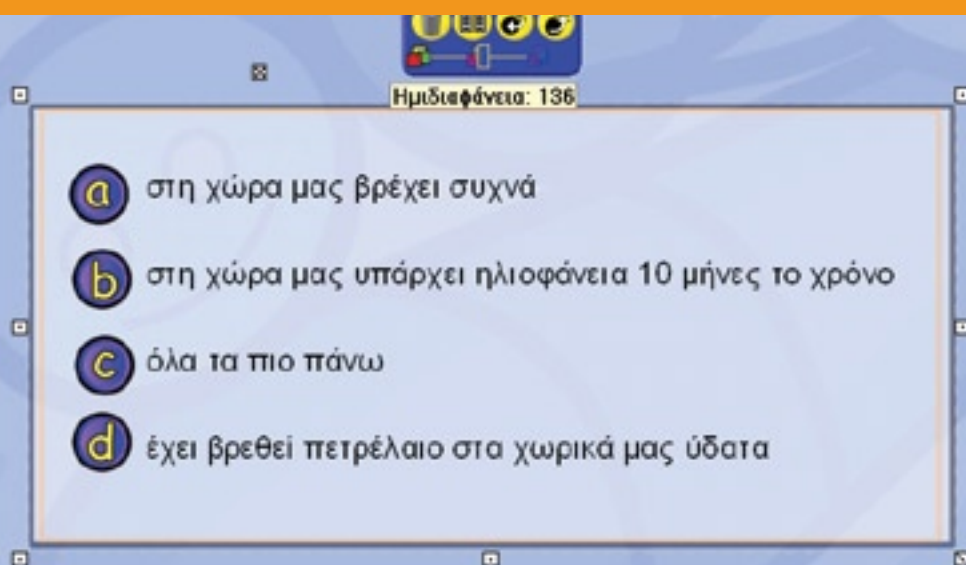 Ημιδιαφάνεια: 136
a στη χώρα μας βρέχει συχνά
b στη χώρα μας υπάρχει ηλιοφάνεια 10 μήνες το χρόνο
c όλα τα πιο πάνω
d έχει βρεθεί πετρέλαιο στα χωρικά μας ύδατα